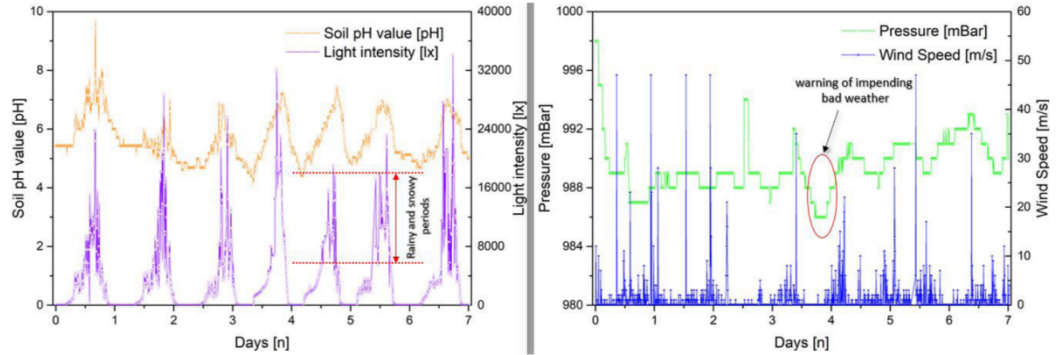 10
8
6
4
2
0
Soil pH value [pH]
Soil pH value [pH]
Light intensity [lx]
40000
32000
24000
16000
8000
0
Light intensity [lx]
Rainy and snowy
periods
0 1 2 3 4 5 6 7
Days [n]
1000
996
992
988
984
980
Pressure [mBar]
Pressure [mBar]
Wind Speed [m/s]
warning of impending
bad weather
60
50
40
30
20
10
0
Wind Speed [m/s]
0 1 2 3 4 5 6 7
Days [n]